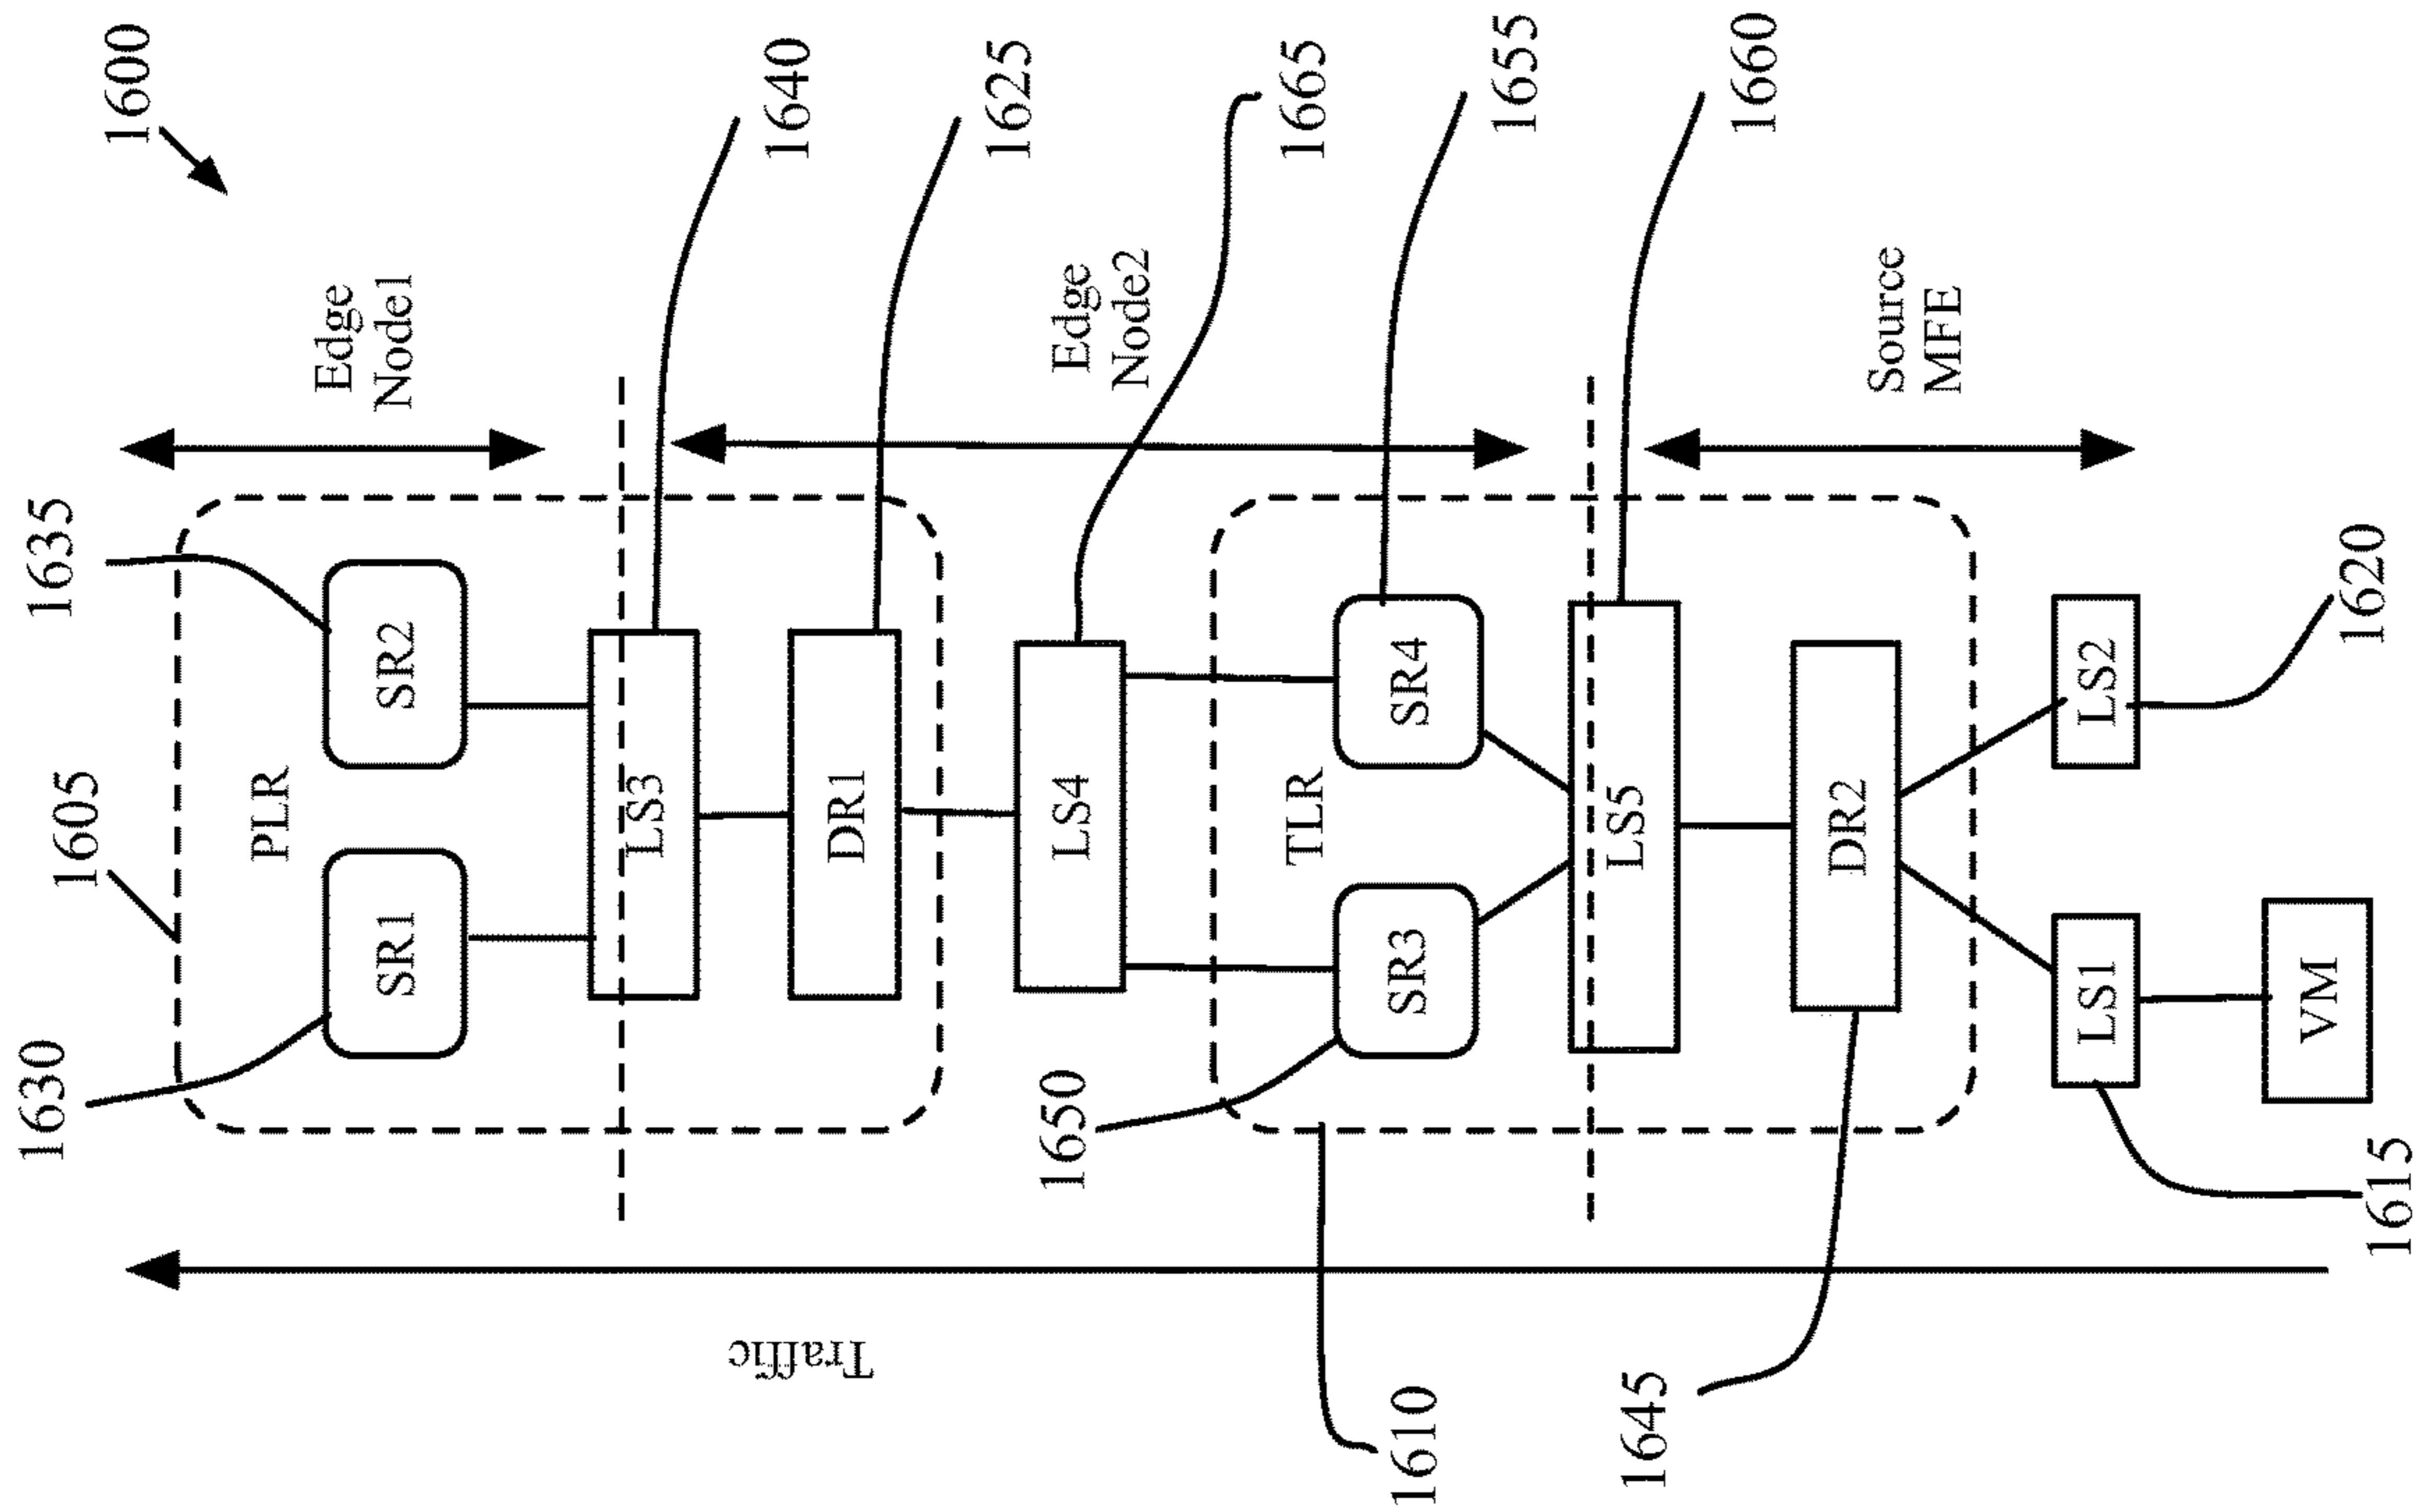 1600
1640
1625
1665
1655
1660
Edge
Node1
Edge
Node2
Source
MFE
1635
1605
1630
PLR
SR1
SR2
LS3
DR1
LS4
1650
TLR
SR3
SR4
LS5
DR2
LS1
LS2
1620
VM
1615
Traffic
1610
1645